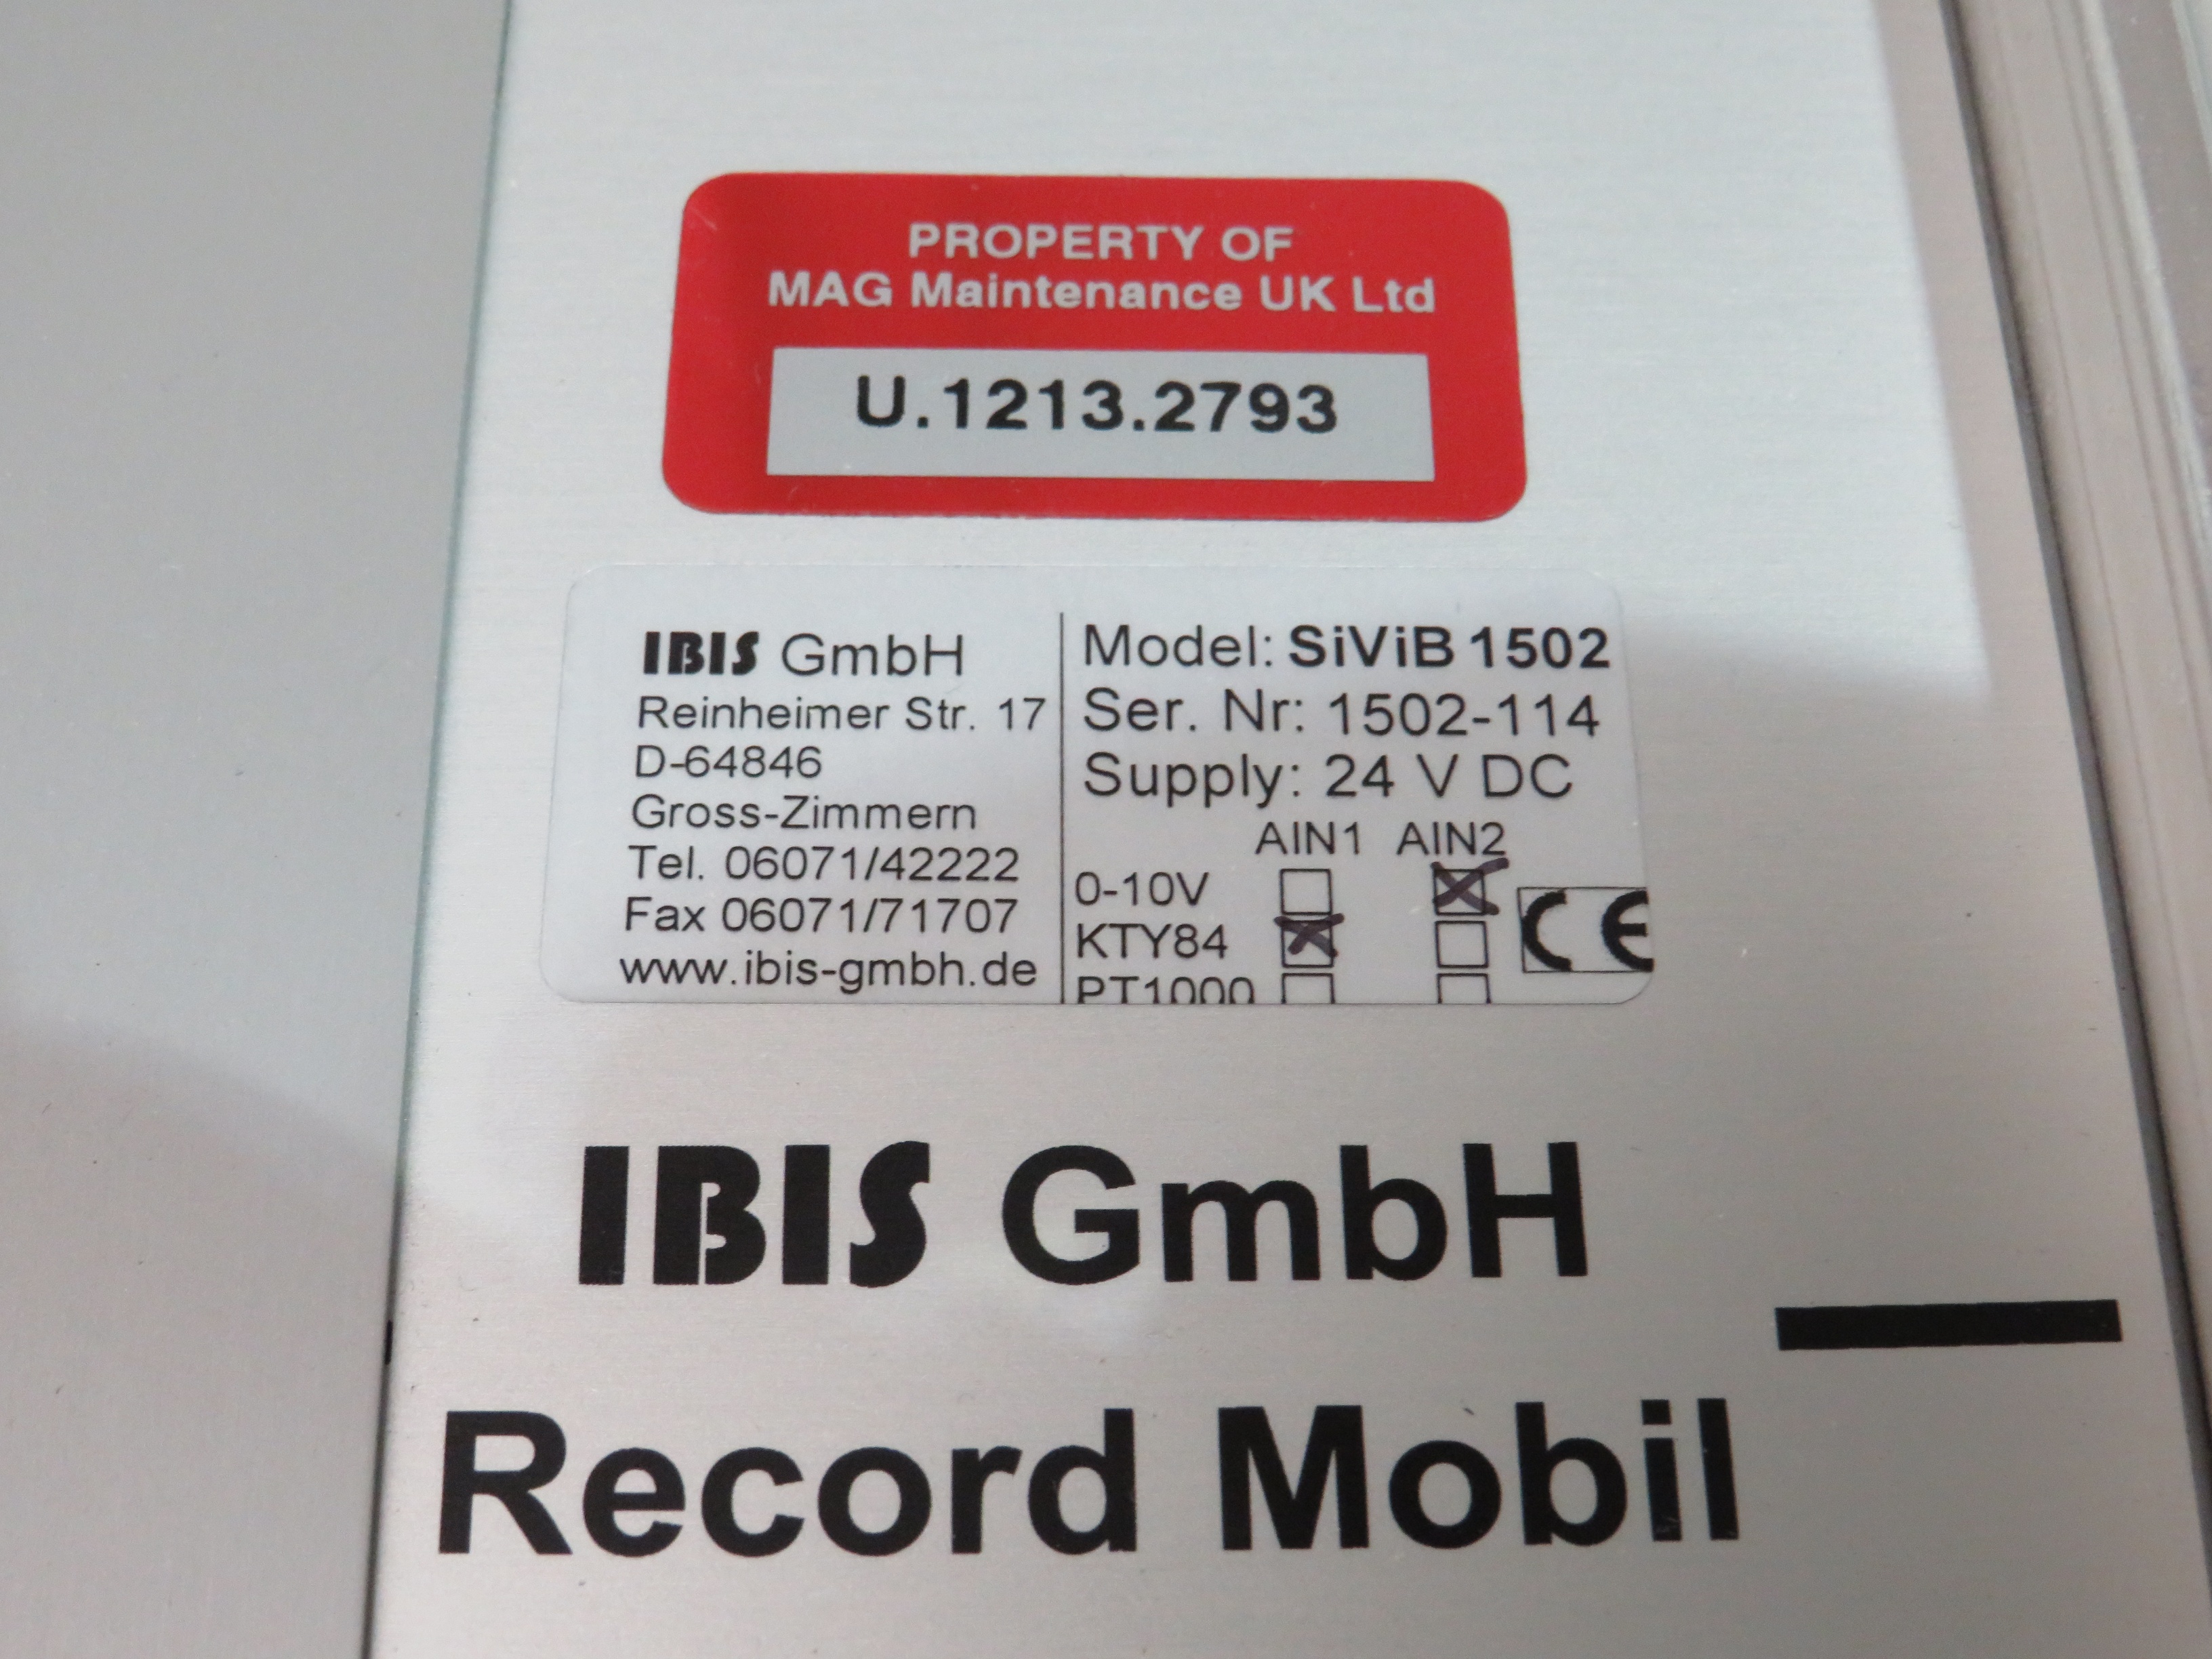 PROPERTY OF
MAG Maintenance UK Ltd
U.1213.2793
IBIS GmbH
Reinheimer Str. 17
D-64846
Gross-Zimmern
Tel. 06071/42222
Fax 06071/71707
www.ibis-gmbh.de
Model: SiViB 1502
Ser. Nr: 1502-114
Supply: 24 V DC
AIN1 AIN2
0-10V
KTY84
PT1000
CE
IBIS GmbH
Record Mobil